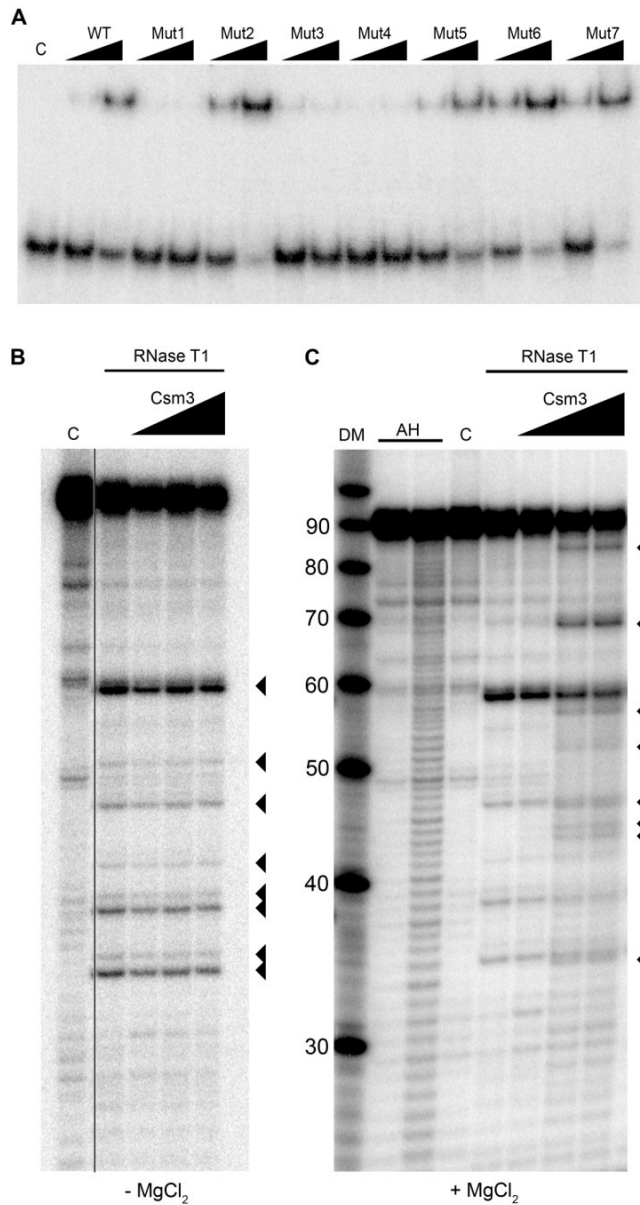 A
C WT Mut1 Mut2 Mut3 Mut4 Mut5 Mut6 Mut7
B
RNase T1
Csm3
C
- MgCl2
C
RNase T1
Csm3
DM AH C
90
80
70
60
50
40
30
+ MgCl2